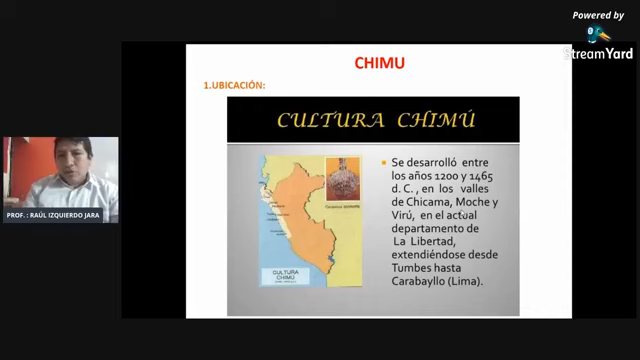 Powered by
StreamYard
CHIMU
1.UBICACIÓN:
CULTURA CHIMÚ
Se desarrolló entre
los años 1200 y 1465
d. C., en los valles
de Chicama, Moche y
Virú, en el actual
departamento de
La Libertad,
extendiéndose desde
Tumbes hasta
Carabayllo (Lima).
CULTURA
CHIMÚ
PROF. : RAÚL IZQUIERDO JARA